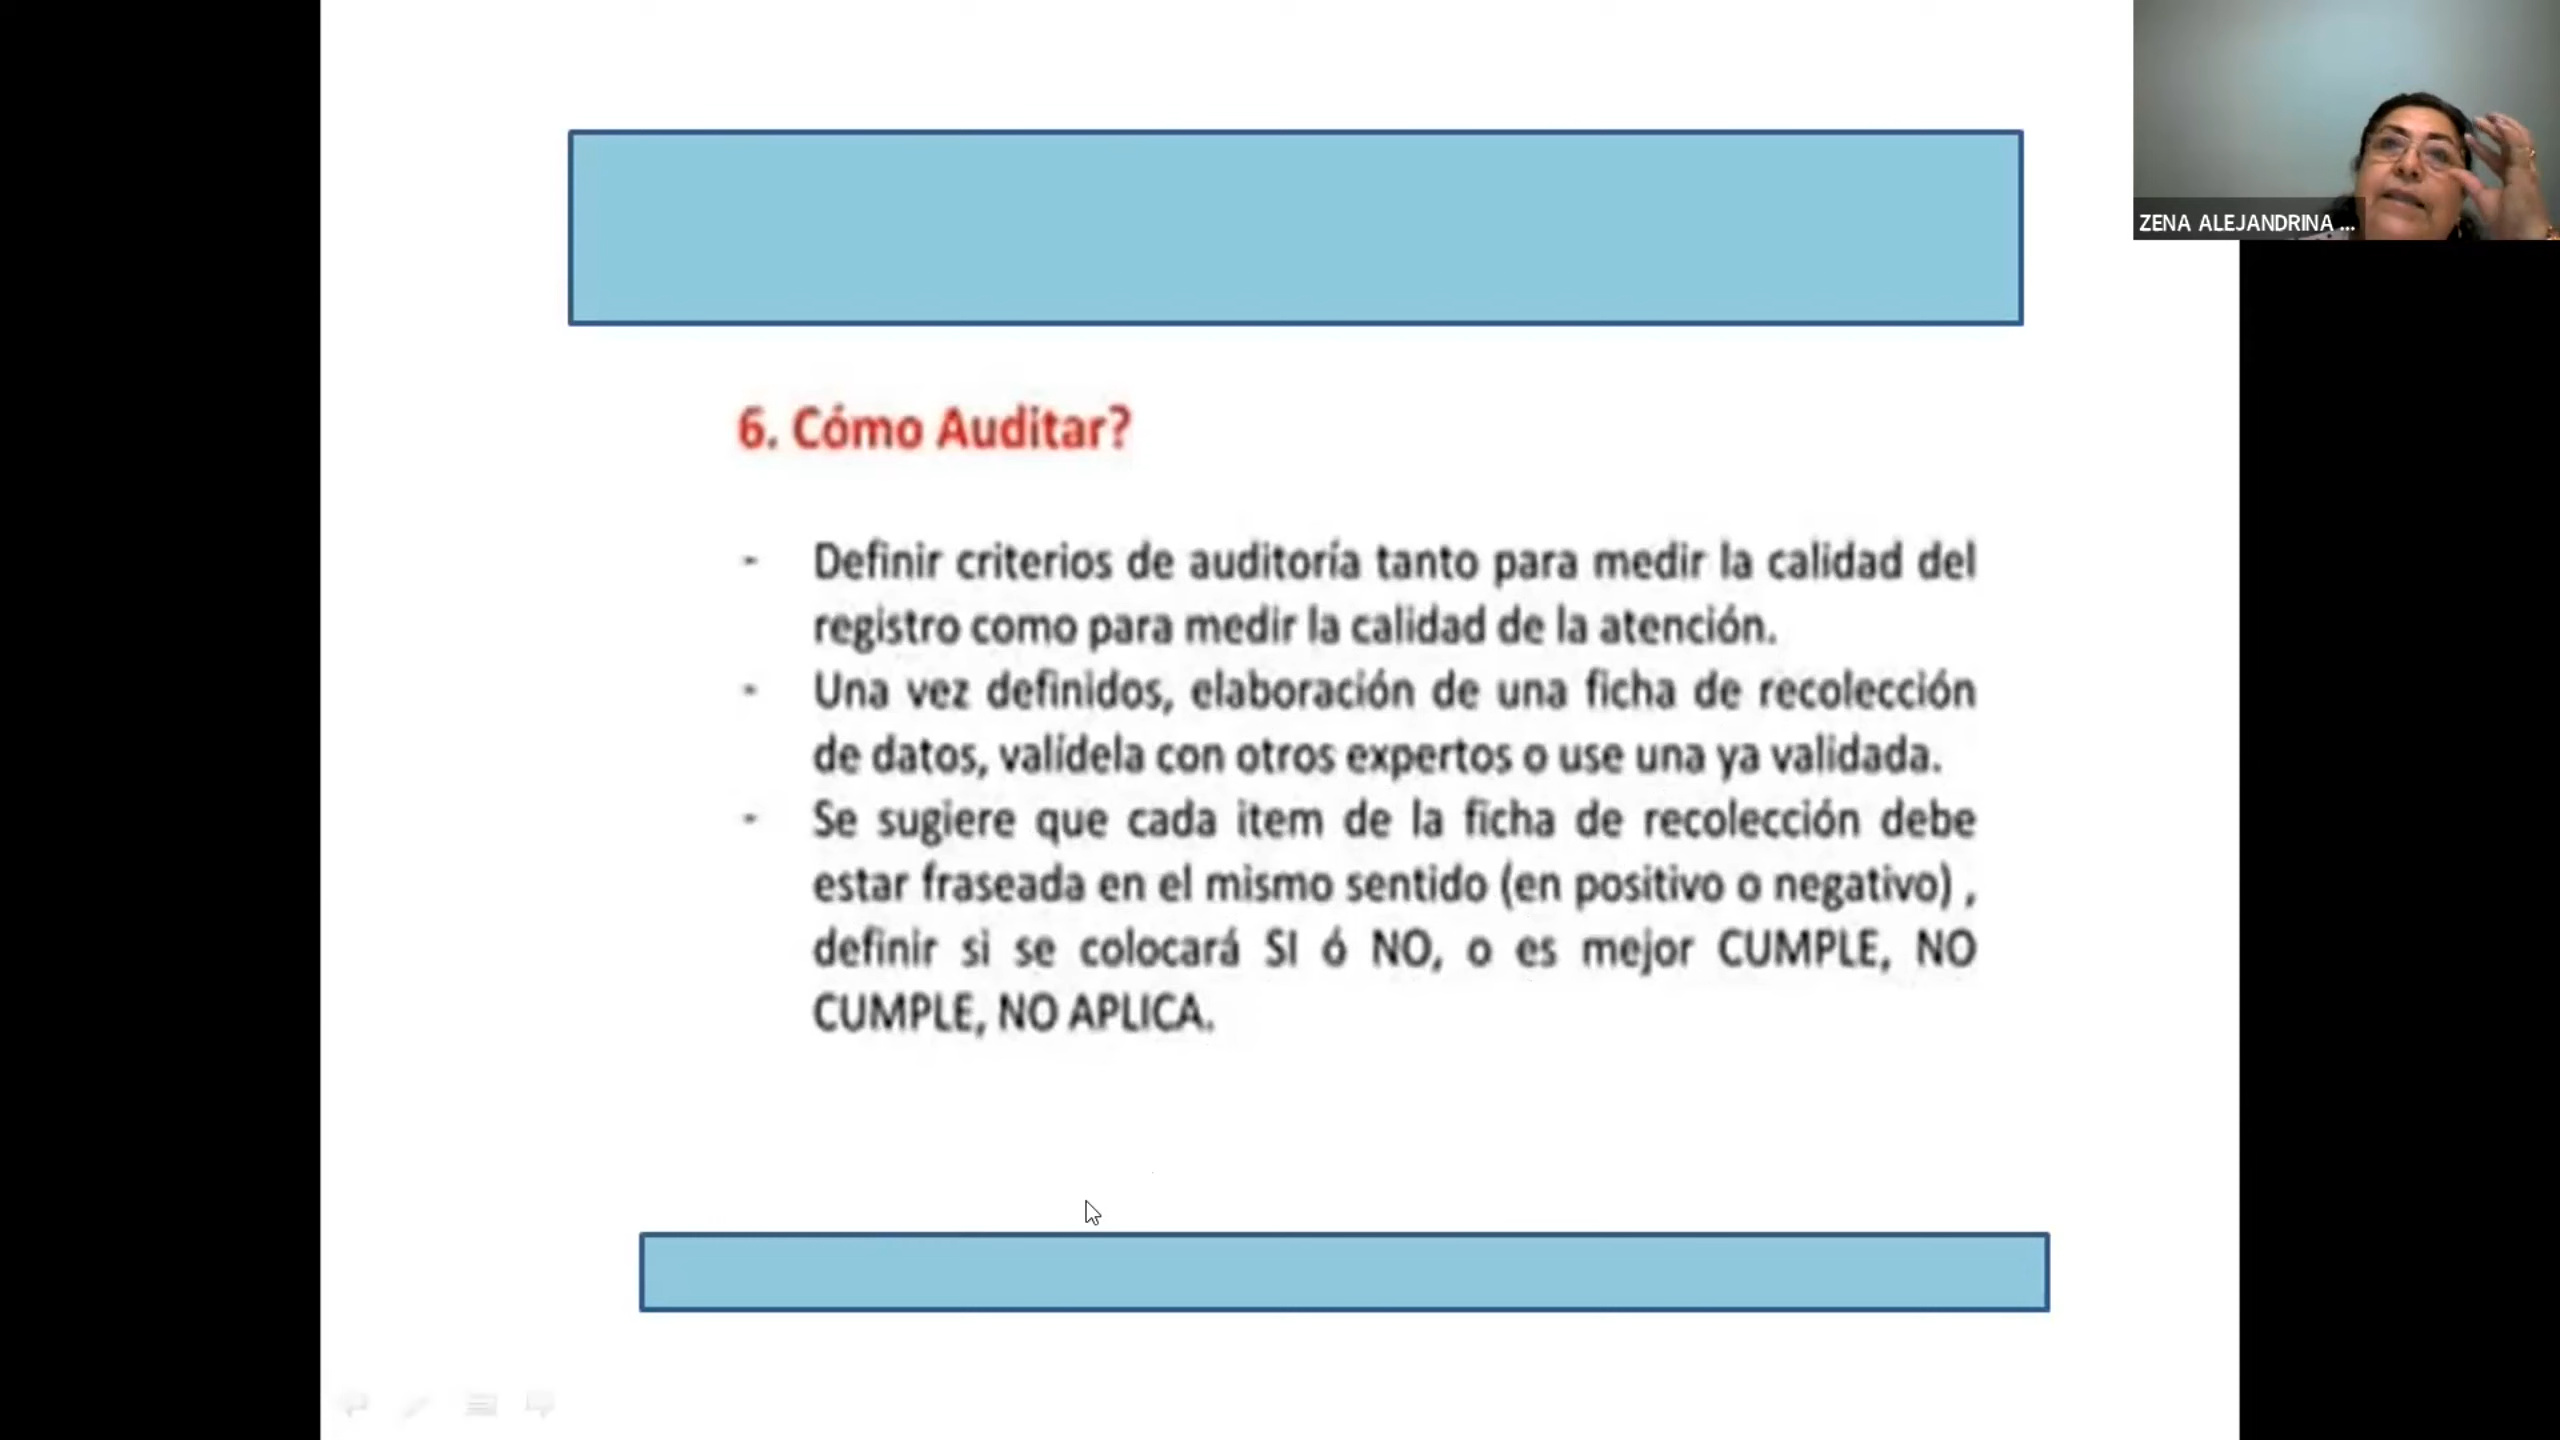 ZENA ALEJANDRINA ...
6. Cómo Auditar?
- Definir criterios de auditoría tanto para medir la calidad del
registro como para medir la calidad de la atención.
- Una vez definidos, elaboración de una ficha de recolección
de datos, valídela con otros expertos o use una ya validada.
- Se sugiere que cada item de la ficha de recolección debe
estar fraseada en el mismo sentido (en positivo o negativo) ,
definir si se colocará SI ó NO, o es mejor CUMPLE, NO
CUMPLE, NO APLICA.